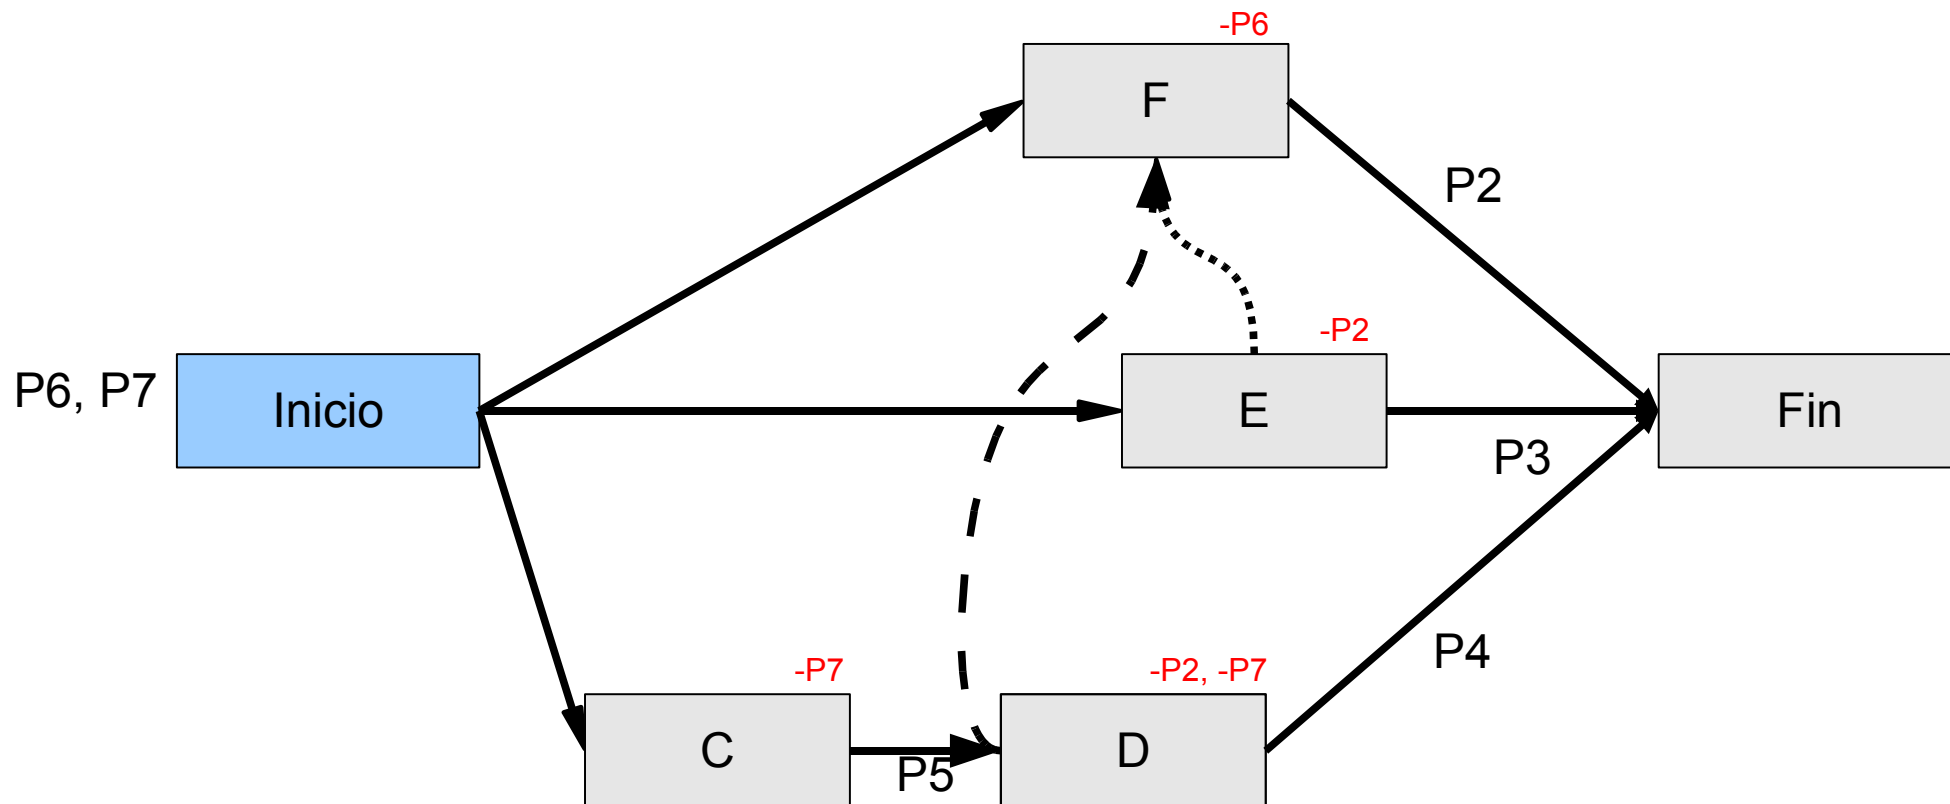 -P6
F
P2
-P2
P6, P7
Inicio
E
Fin
P3
P4
-P7
-P2, -P7
C
P5
D